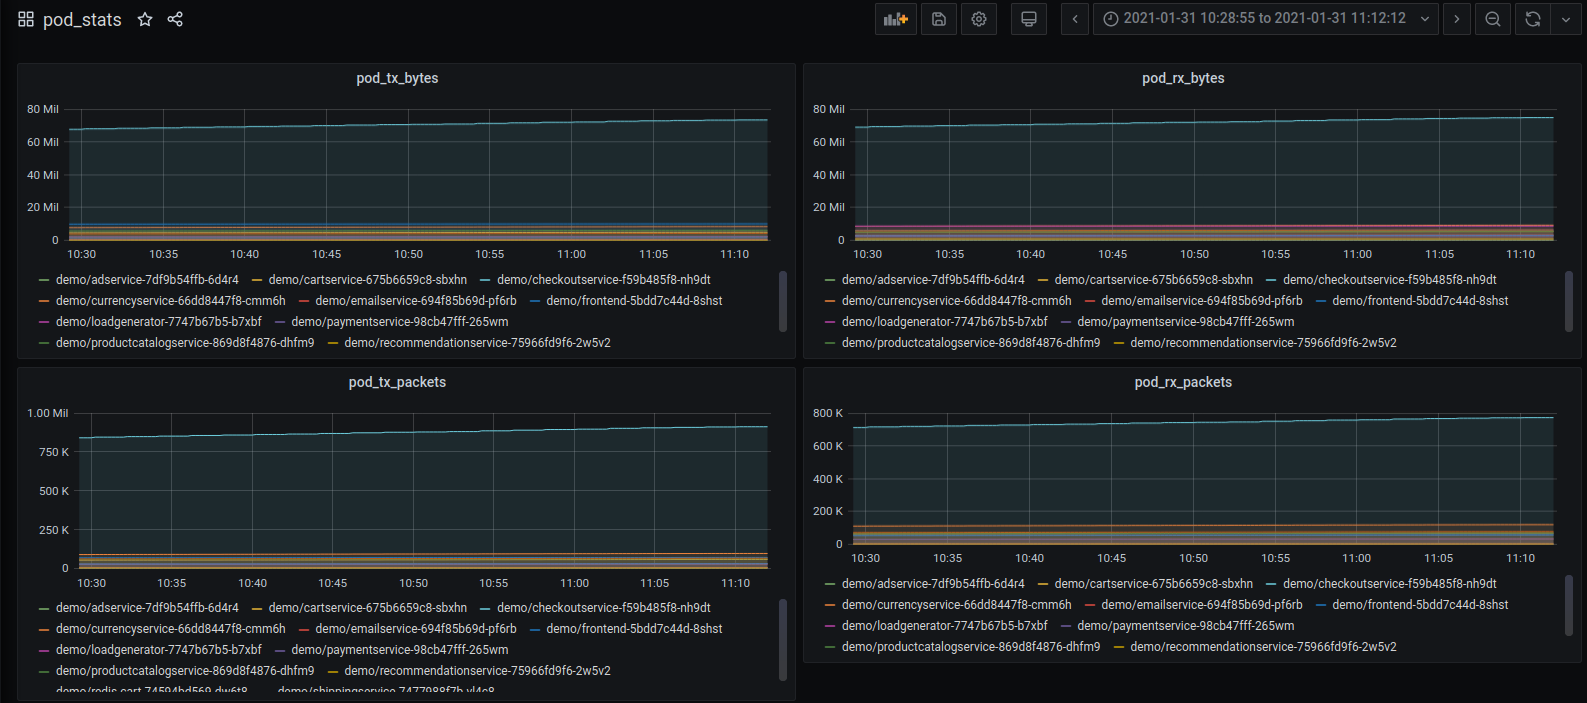 pod_stats
2021-01-31 10:28:55 to 2021-01-31 11:12:12
pod_tx_bytes
80 Mil
60 Mil
40 Mil
20 Mil
0
10:30 10:35 10:40 10:45 10:50 10:55 11:00 11:05 11:10
demo/adservice-7df9b54ffb-6d4r4 demo/cartservice-675b6659c8-sbxhn demo/checkoutservice-f59b485f8-nh9dt
demo/currencyservice-66dd8447f8-cmm6h demo/emailservice-694f85b69d-pf6rb demo/frontend-5bdd7c44d-8shst
demo/loadgenerator-7747b67b5-b7xbf demo/paymentservice-98cb47fff-265wm
demo/productcatalogservice-869d8f4876-dhfm9 demo/recommendationservice-75966fd9f6-2w5v2
pod_rx_bytes
80 Mil
60 Mil
40 Mil
20 Mil
0
10:30 10:35 10:40 10:45 10:50 10:55 11:00 11:05 11:10
demo/adservice-7df9b54ffb-6d4r4 demo/cartservice-675b6659c8-sbxhn demo/checkoutservice-f59b485f8-nh9dt
demo/currencyservice-66dd8447f8-cmm6h demo/emailservice-694f85b69d-pf6rb demo/frontend-5bdd7c44d-8shst
demo/loadgenerator-7747b67b5-b7xbf demo/paymentservice-98cb47fff-265wm
demo/productcatalogservice-869d8f4876-dhfm9 demo/recommendationservice-75966fd9f6-2w5v2
pod_tx_packets
1.00 Mil
750 K
500 K
250 K
0
10:30 10:35 10:40 10:45 10:50 10:55 11:00 11:05 11:10
demo/adservice-7df9b54ffb-6d4r4 demo/cartservice-675b6659c8-sbxhn demo/checkoutservice-f59b485f8-nh9dt
demo/currencyservice-66dd8447f8-cmm6h demo/emailservice-694f85b69d-pf6rb demo/frontend-5bdd7c44d-8shst
demo/loadgenerator-7747b67b5-b7xbf demo/paymentservice-98cb47fff-265wm
demo/productcatalogservice-869d8f4876-dhfm9 demo/recommendationservice-75966fd9f6-2w5v2
pod_rx_packets
800 K
600 K
400 K
200 K
0
10:30 10:35 10:40 10:45 10:50 10:55 11:00 11:05 11:10
demo/adservice-7df9b54ffb-6d4r4 demo/cartservice-675b6659c8-sbxhn demo/checkoutservice-f59b485f8-nh9dt
demo/currencyservice-66dd8447f8-cmm6h demo/emailservice-694f85b69d-pf6rb demo/frontend-5bdd7c44d-8shst
demo/loadgenerator-7747b67b5-b7xbf demo/paymentservice-98cb47fff-265wm
demo/productcatalogservice-869d8f4876-dhfm9 demo/recommendationservice-75966fd9f6-2w5v2